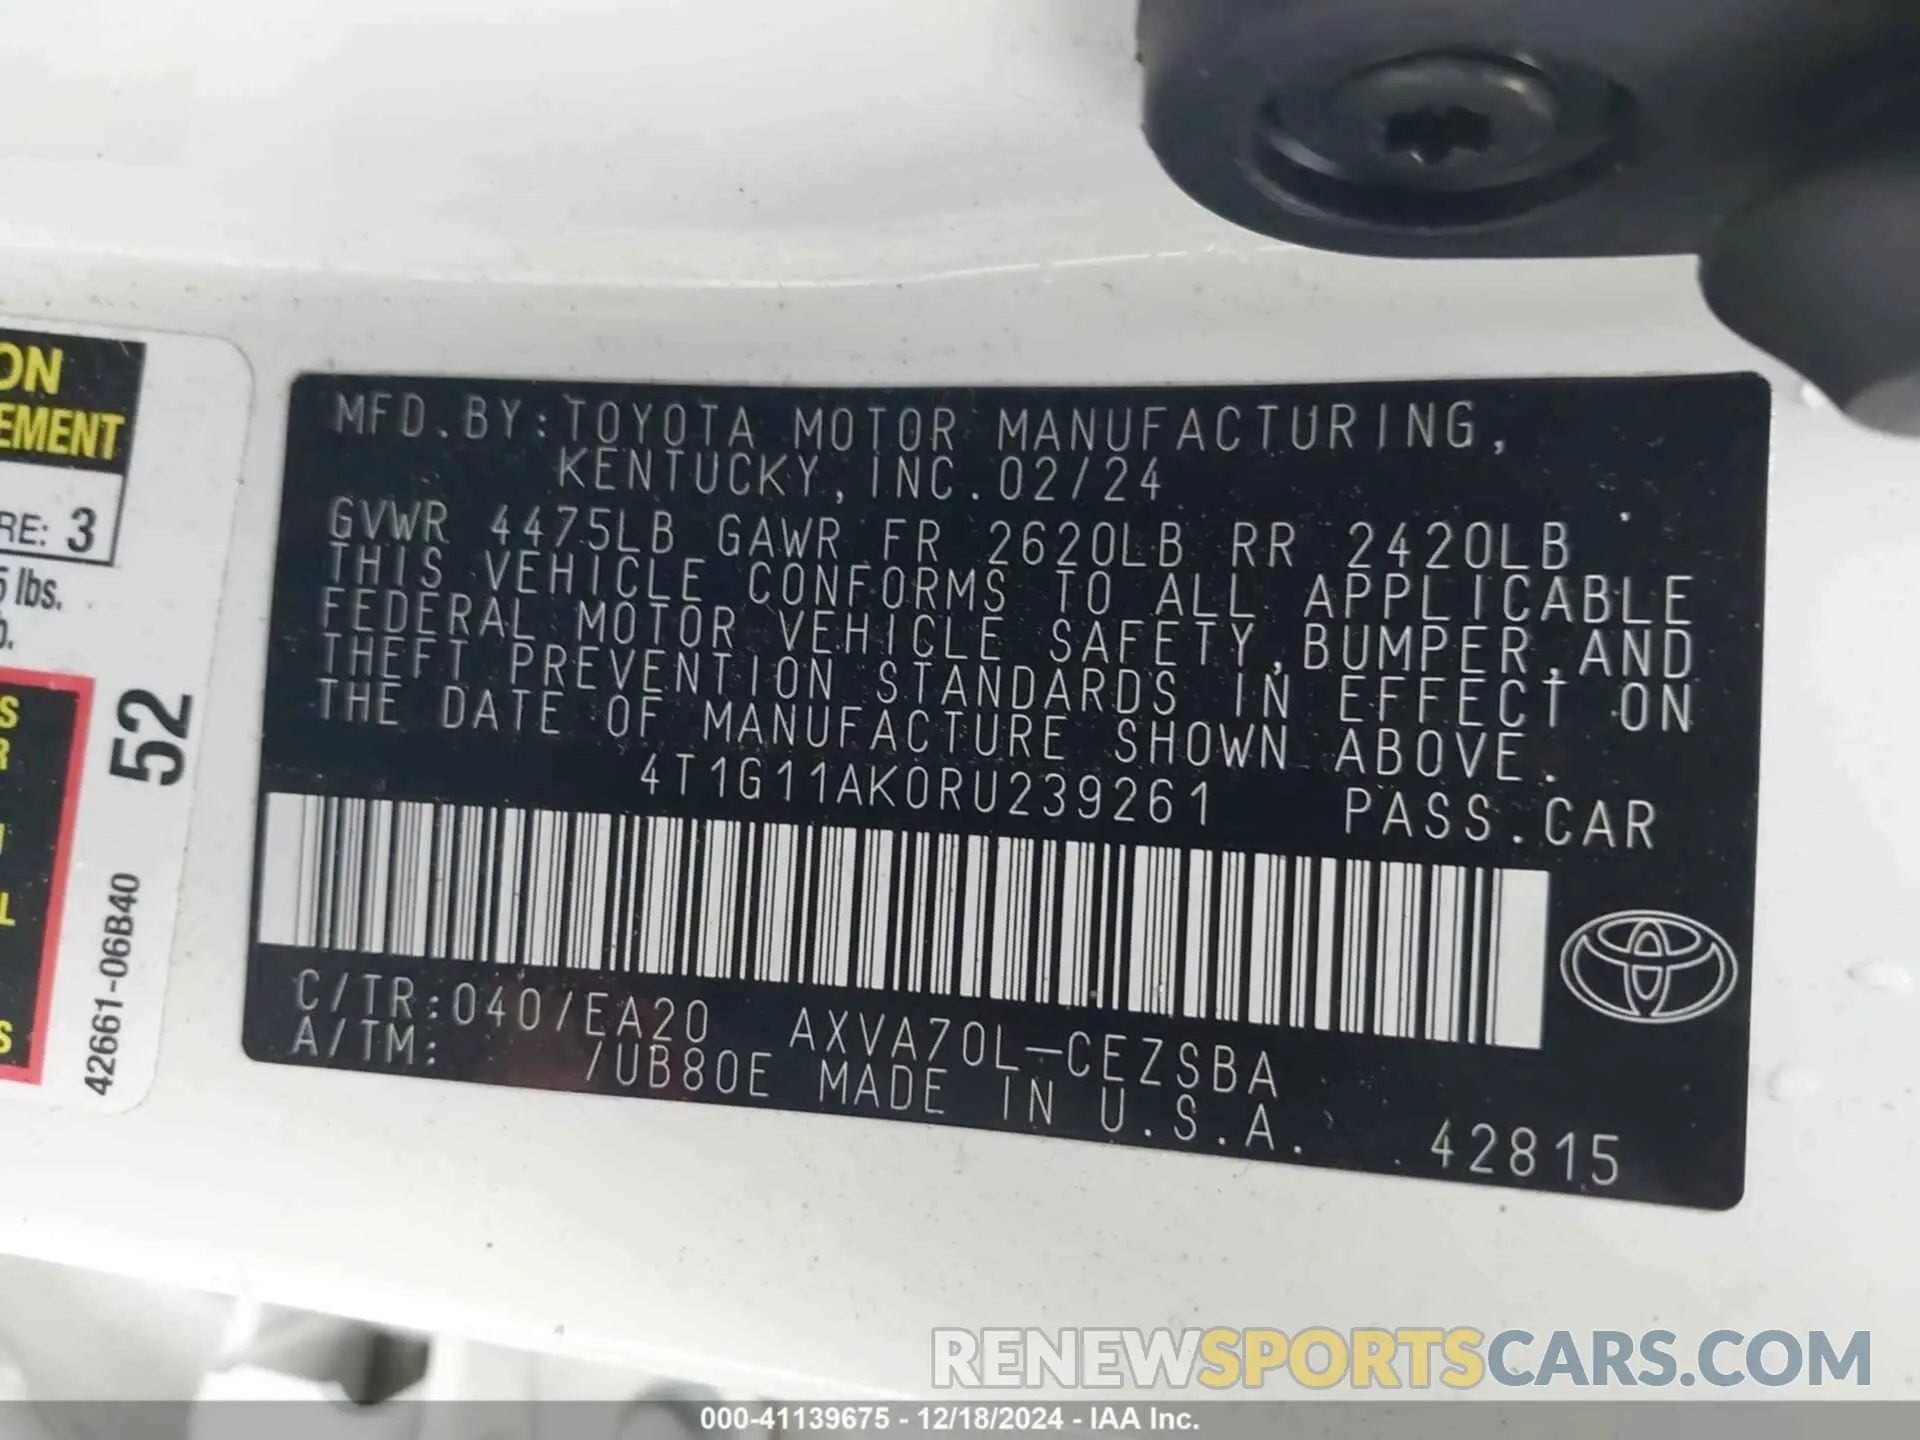 ON
EMENT
RE: 3
5 lbs.
b.
S
R
L
S
52
42661-06B40
MFD.BY:TOYOTA MOTOR MANUFACTURING,
KENTUCKY, INC.02/24
GVWR 4475LB GAWR FR 2620LB RR 2420LB
THIS VEHICLE CONFORMS TO ALL APPLICABLE
FEDERAL MOTOR VEHICLE SAFETY,BUMPER,AND
THEFT PREVENTION STANDARDS IN EFFECT ON
THE DATE OF MANUFACTURE SHOWN ABOVE.
4T1G11AK0RU239261 PASS.CAR
C/TR:040/EA20 AXVA70L-CEZSBA
A/TM: /UB80E MADE IN U.S.A. 42815
RENEWSPORTSCARS.COM
000-41139675 - 12/18/2024 - IAA Inc.